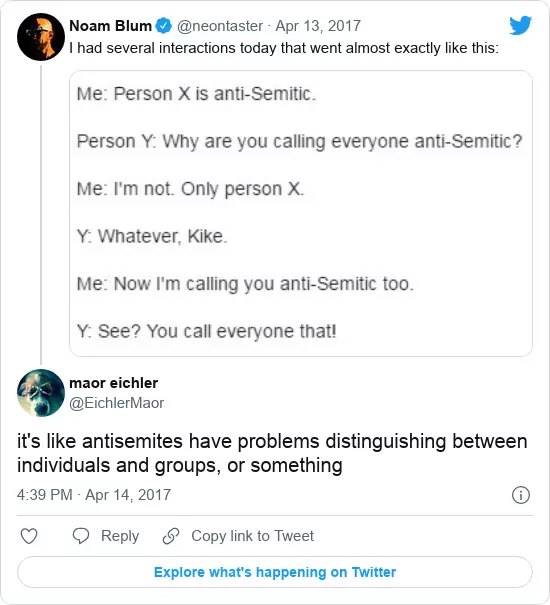 Noam Blum @neontaster · Apr 13, 2017
I had several interactions today that went almost exactly like this:
Me: Person X is anti-Semitic.
Person Y: Why are you calling everyone anti-Semitic?
Me: I'm not. Only person X.
Y: Whatever, Kike.
Me: Now I'm calling you anti-Semitic too.
Y: See? You call everyone that!
maor eichler
@EichlerMaor
it's like antisemites have problems distinguishing between
individuals and groups, or something
4:39 PM · Apr 14, 2017
Reply Copy link to Tweet
Explore what's happening on Twitter